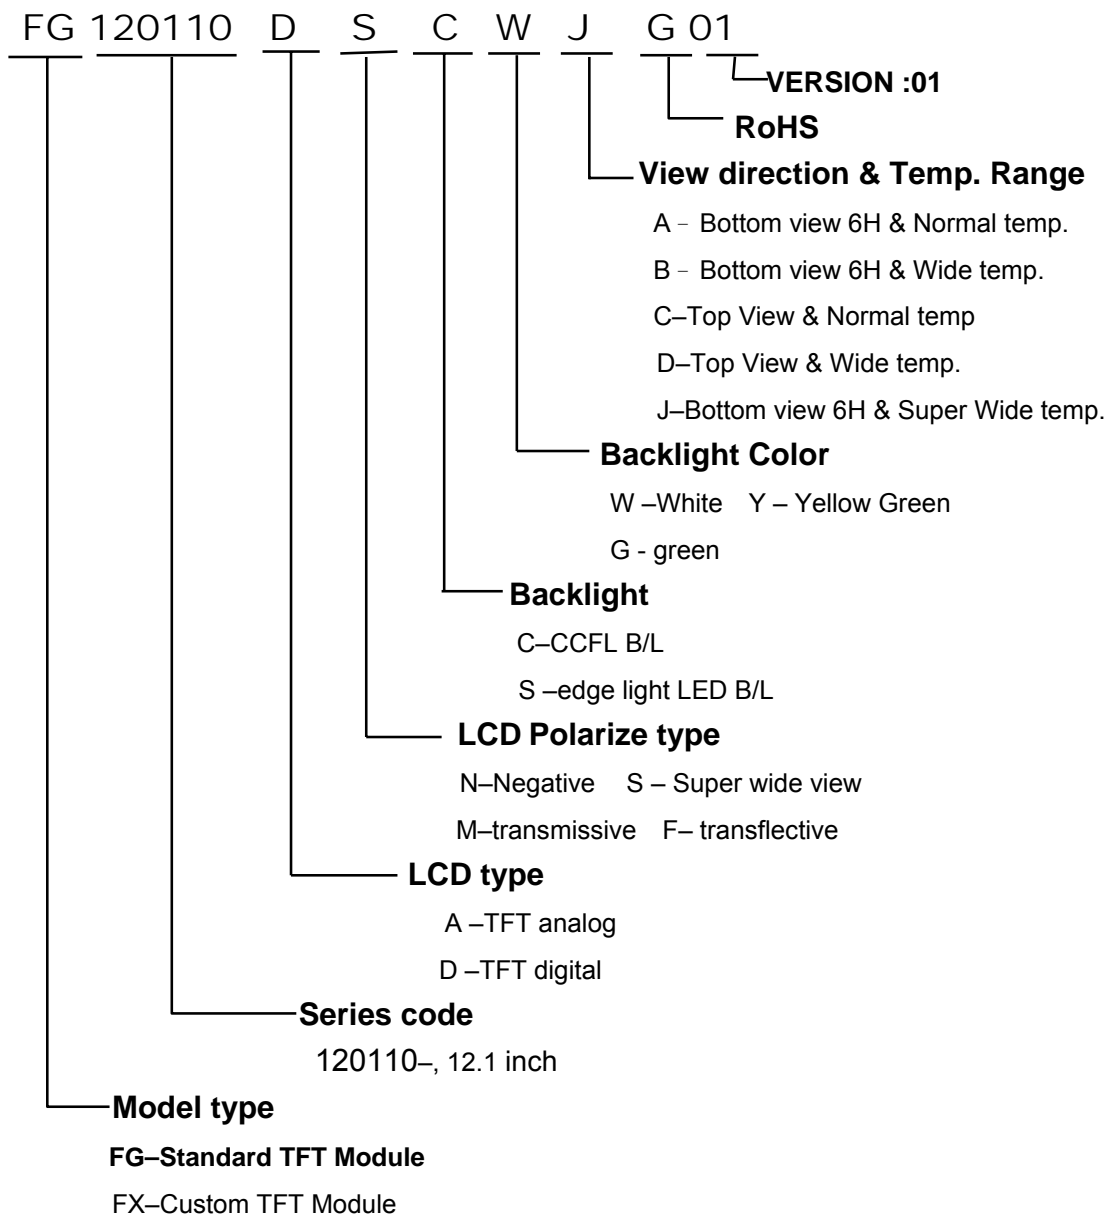 FG 120110 D S C W J G 01
VERSION :01
RoHS
View direction & Temp. Range
A – Bottom view 6H & Normal temp.
B – Bottom view 6H & Wide temp.
C–Top View & Normal temp
D–Top View & Wide temp.
J–Bottom view 6H & Super Wide temp.
Backlight Color
W –White Y – Yellow Green
G - green
Backlight
C–CCFL B/L
S –edge light LED B/L
LCD Polarize type
N–Negative S – Super wide view
M–transmissive F– transflective
LCD type
A –TFT analog
D –TFT digital
Series code
120110–, 12.1 inch
Model type
FG–Standard TFT Module
FX–Custom TFT Module